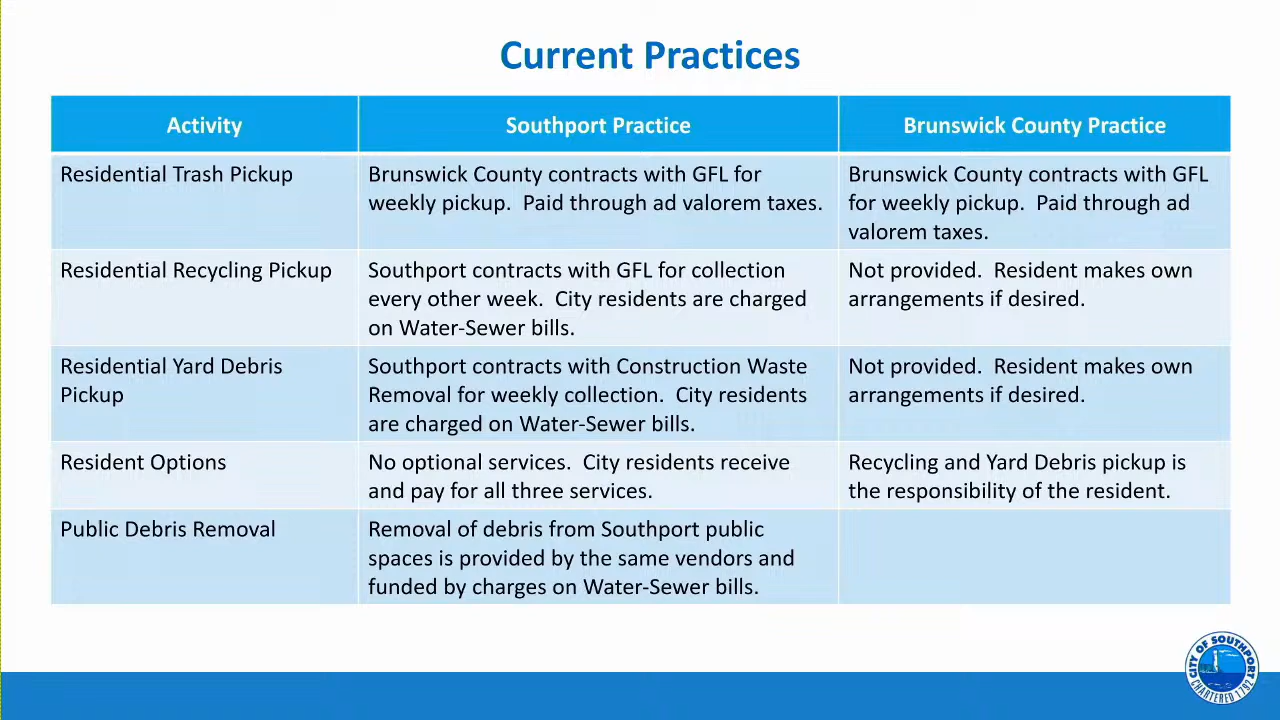 Current Practices
Activity
Southport Practice
Brunswick County Practice
Residential Trash Pickup
Brunswick County contracts with GFL for
weekly pickup.  Paid through ad valorem taxes.
Brunswick County contracts with GFL
for weekly pickup.  Paid through ad
valorem taxes.
Residential Recycling Pickup
Southport contracts with GFL for collection
every other week.  City residents are charged
on Water-Sewer bills.
Not provided.  Resident makes own
arrangements if desired.
Residential Yard Debris
Pickup
Southport contracts with Construction Waste
Removal for weekly collection.  City residents
are charged on Water-Sewer bills.
Not provided.  Resident makes own
arrangements if desired.
Resident Options
No optional services.  City residents receive
and pay for all three services.
Recycling and Yard Debris pickup is
the responsibility of the resident.
Public Debris Removal
Removal of debris from Southport public
spaces is provided by the same vendors and
funded by charges on Water-Sewer bills.
CITY OF SOUTHPORT
CHARTERED 1792